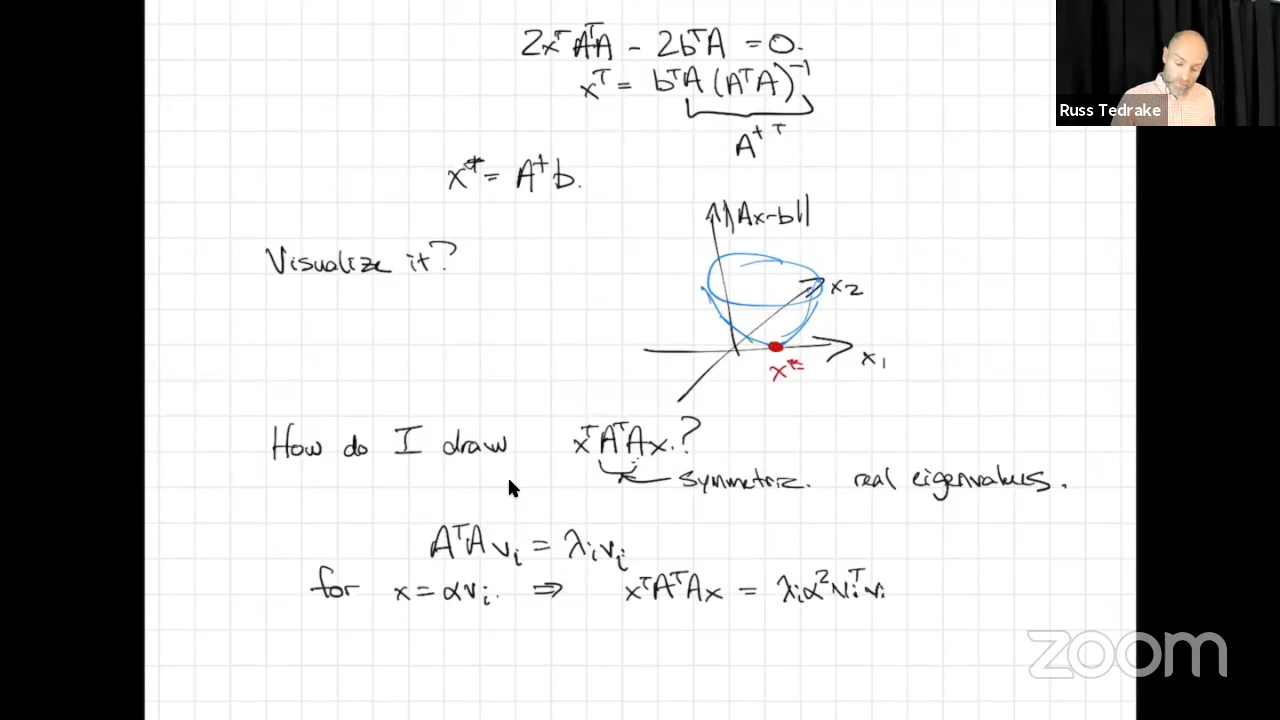 2xᵀAᵀA - 2bᵀA = 0.
xᵀ = bᵀA (AᵀA)⁻¹
A⁺ᵀ
Russ Tedrake
x* = A⁺b.
||Ax-b||
Visualize it?
x₂
x₁
x*
How do I draw xᵀAᵀAx.?
symmetric. real eigenvalues.
AᵀAvᵢ = λᵢvᵢ
for x = αvᵢ. ⇒ xᵀAᵀAx = λᵢα²vᵢᵀvᵢ
zoom